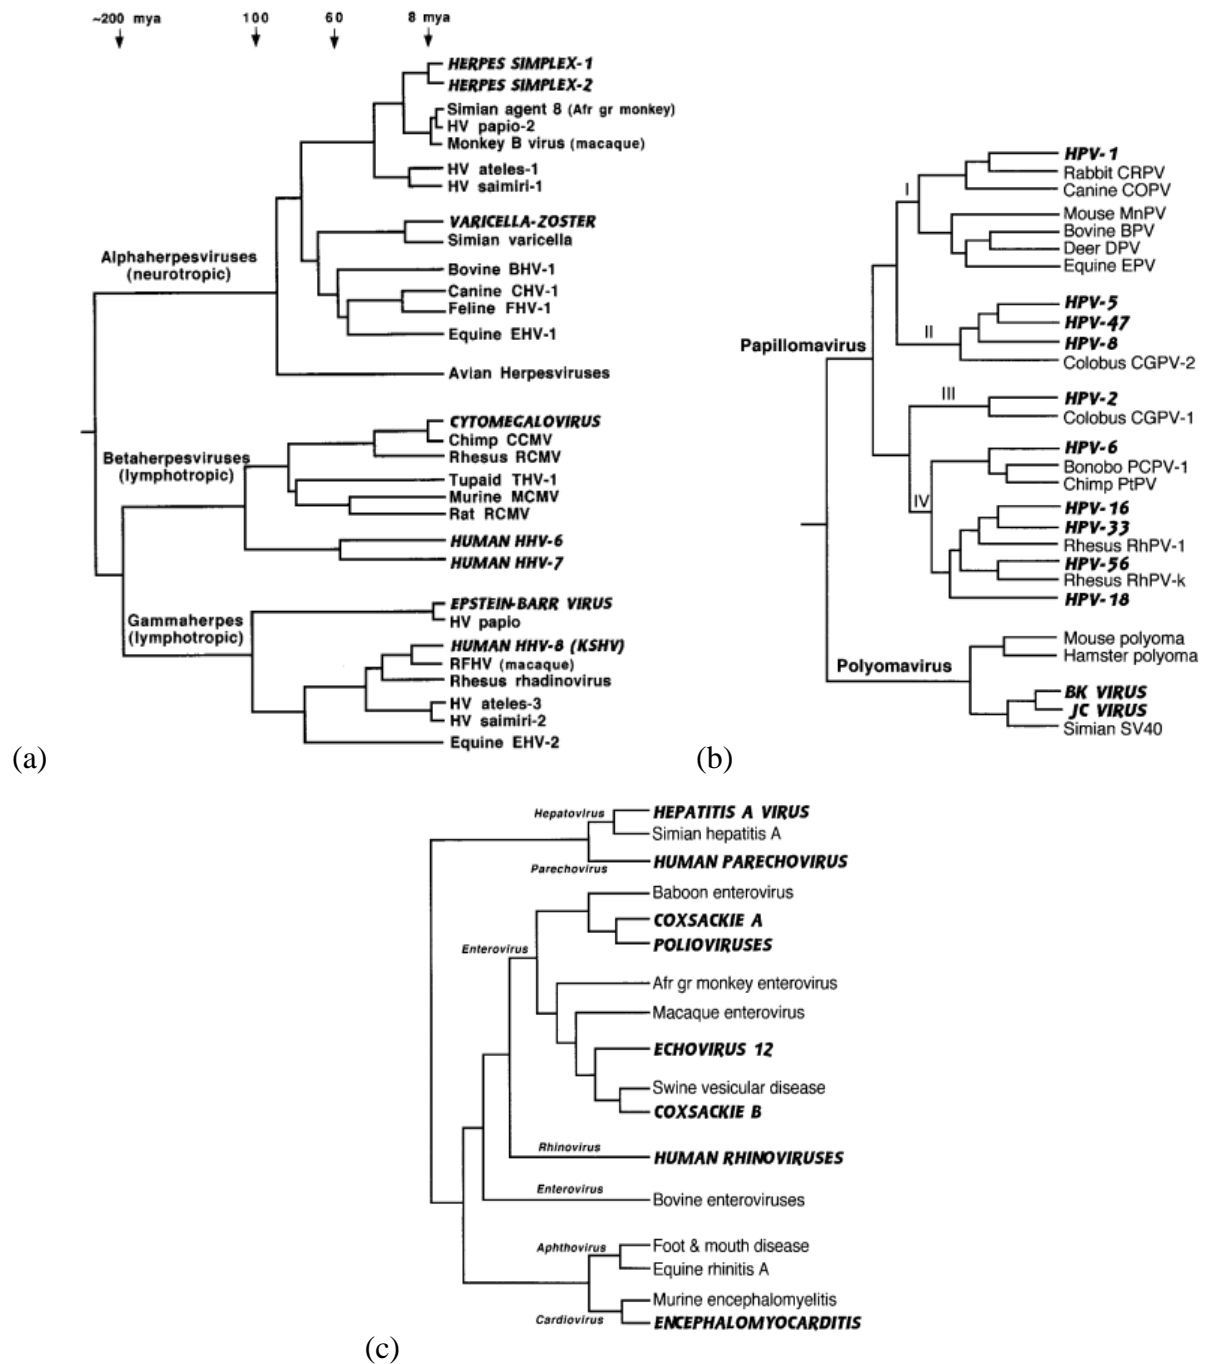 ~200 mya 100 60 8 mya
HERPES SIMPLEX-1
HERPES SIMPLEX-2
Simian agent 8 (Afr gr monkey)
HV papio-2
Monkey B virus (macaque)
HV ateles-1
HV saimiri-1
VARICELLA-ZOSTER
Simian varicella
Alphaherpesviruses
(neurotropic)
Bovine BHV-1
Canine CHV-1
Feline FHV-1
Equine EHV-1
Avian Herpesviruses
CYTOMEGALOVIRUS
Chimp CCMV
Rhesus RCMV
Betaherpesviruses
(lymphotropic)
Tupaid THV-1
Murine MCMV
Rat RCMV
HUMAN HHV-6
HUMAN HHV-7
EPSTEIN-BARR VIRUS
HV papio
Gammaherpes
(lymphotropic)
HUMAN HHV-8 (KSHV)
RFHV (macaque)
Rhesus rhadinovirus
HV ateles-3
HV saimiri-2
Equine EHV-2
(a)
HPV-1
Rabbit CRPV
Canine COPV
I
Mouse MnPV
Bovine BPV
Deer DPV
Equine EPV
HPV-5
HPV-47
II
HPV-8
Colobus CGPV-2
Papillomavirus
III
HPV-2
Colobus CGPV-1
HPV-6
Bonobo PCPV-1
Chimp PtPV
IV
HPV-16
HPV-33
Rhesus RhPV-1
HPV-56
Rhesus RhPV-k
HPV-18
Mouse polyoma
Hamster polyoma
Polyomavirus
BK VIRUS
JC VIRUS
Simian SV40
(b)
Hepatovirus
HEPATITIS A VIRUS
Simian hepatitis A
HUMAN PARECHOVIRUS
Parechovirus
Baboon enterovirus
COXSACKIE A
POLIOVIRUSES
Enterovirus
Afr gr monkey enterovirus
Macaque enterovirus
ECHOVIRUS 12
Swine vesicular disease
COXSACKIE B
Rhinovirus
HUMAN RHINOVIRUSES
Enterovirus
Bovine enteroviruses
Aphthovirus
Foot & mouth disease
Equine rhinitis A
Murine encephalomyelitis
Cardiovirus
ENCEPHALOMYOCARDITIS
(c)